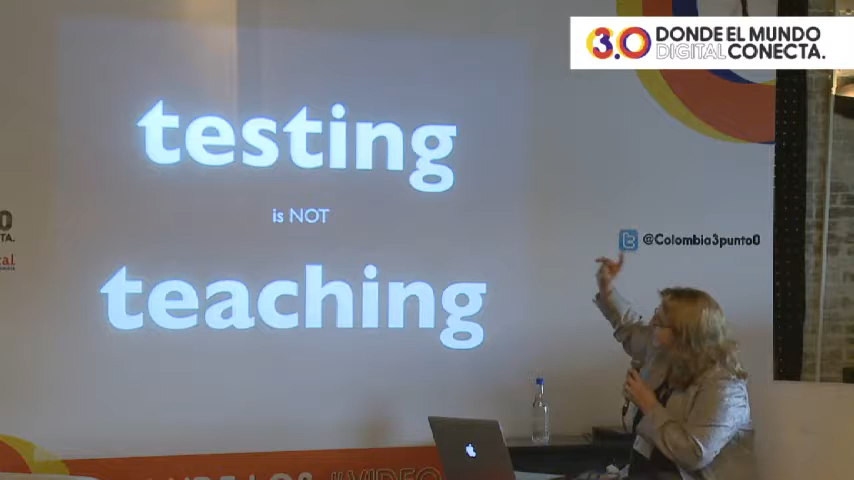 3.0 DONDE EL MUNDO
DIGITAL CONECTA.
testing
is NOT
teaching
@Colombia3punto0